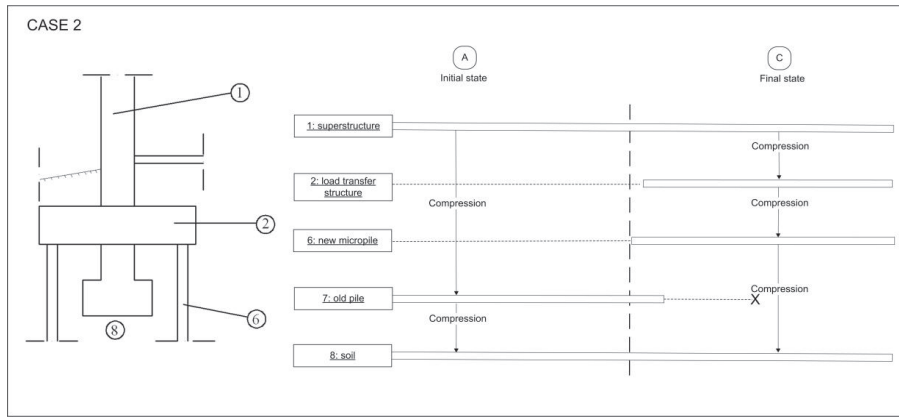 CASE 2
A
C
Initial state
Final state
1
2
6
8
1: superstructure
Compression
2: load transfer
structure
Compression
Compression
6: new micropile
7: old pile
Compression
X
Compression
8: soil